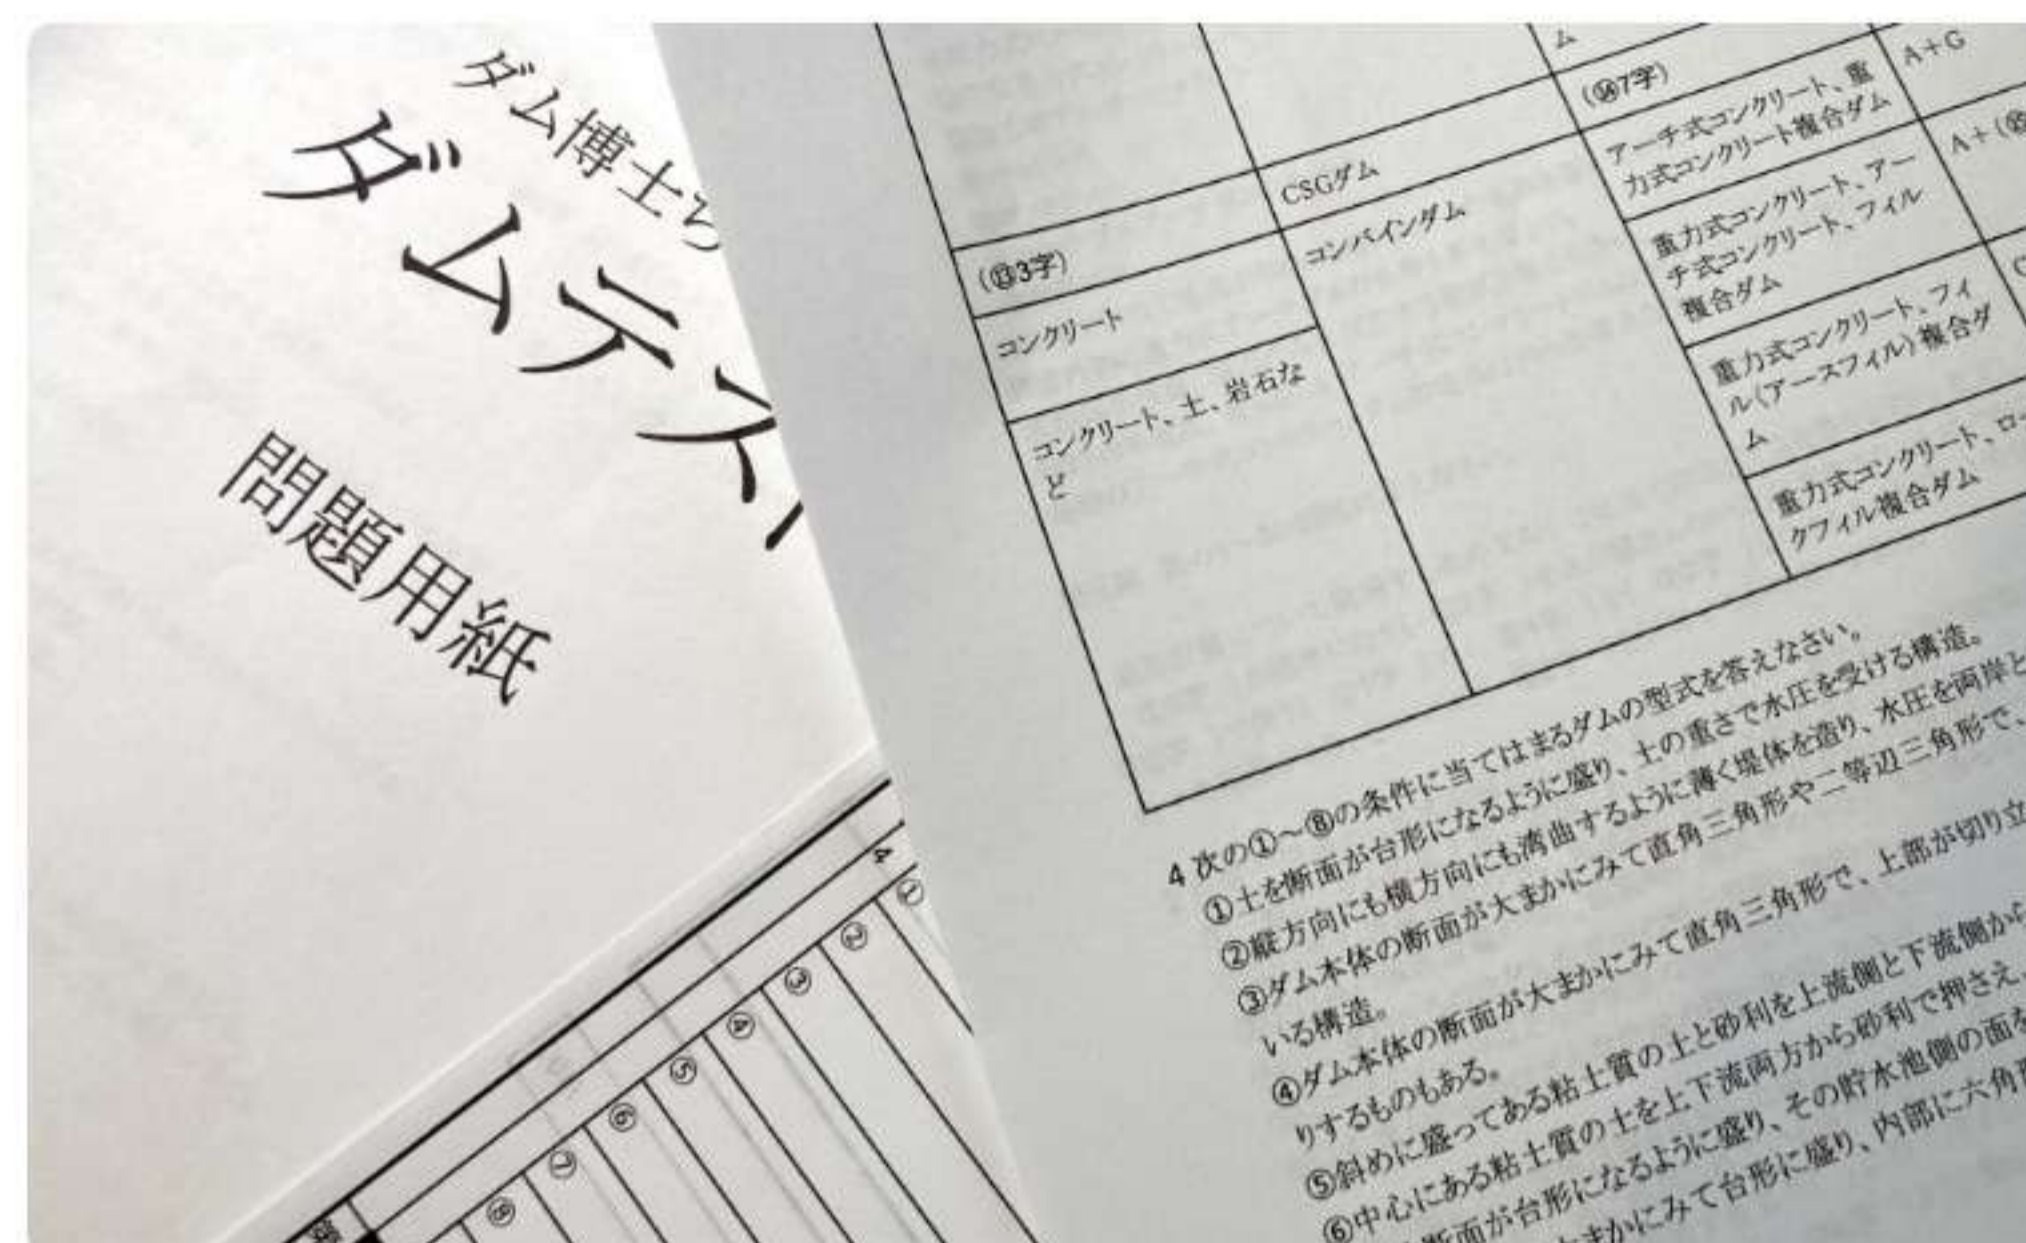 ダム博士ち
ダムテスト
問題用紙
4
①
②
③
④
⑤
⑥
⑦
⑧
ム
(⑭7字)
A+G
アーチ式コンクリート、重
力式コンクリート複合ダム
A+(⑮
CSGダム
重力式コンクリート、アー
チ式コンクリート、フィル
複合ダム
(⑬3字)
コンバインダム
コンクリート
重力式コンクリート、フィ
ル(アースフィル)複合ダ
ム
コンクリート、土、岩石な
ど
重力式コンクリート、ロー
クフィル複合ダム
4 次の①～⑧の条件に当てはまるダムの型式を答えなさい。
①土を断面が台形になるように盛り、土の重さで水圧を受ける構造。
②縦方向にも横方向にも湾曲するように薄く堤体を造り、水圧を両岸と
③ダム本体の断面が大まかにみて直角三角形や二等辺三角形で、
いる構造。
④ダム本体の断面が大まかにみて直角三角形で、上部が切り立
りするものもある。
⑤斜めに盛ってある粘土質の土と砂利を上流側と下流側から
⑥中心にある粘土質の土を上下流両方から砂利で押さえ、
断面が台形になるように盛り、その貯水池側の面を
大まかにみて台形に盛り、内部に六角形